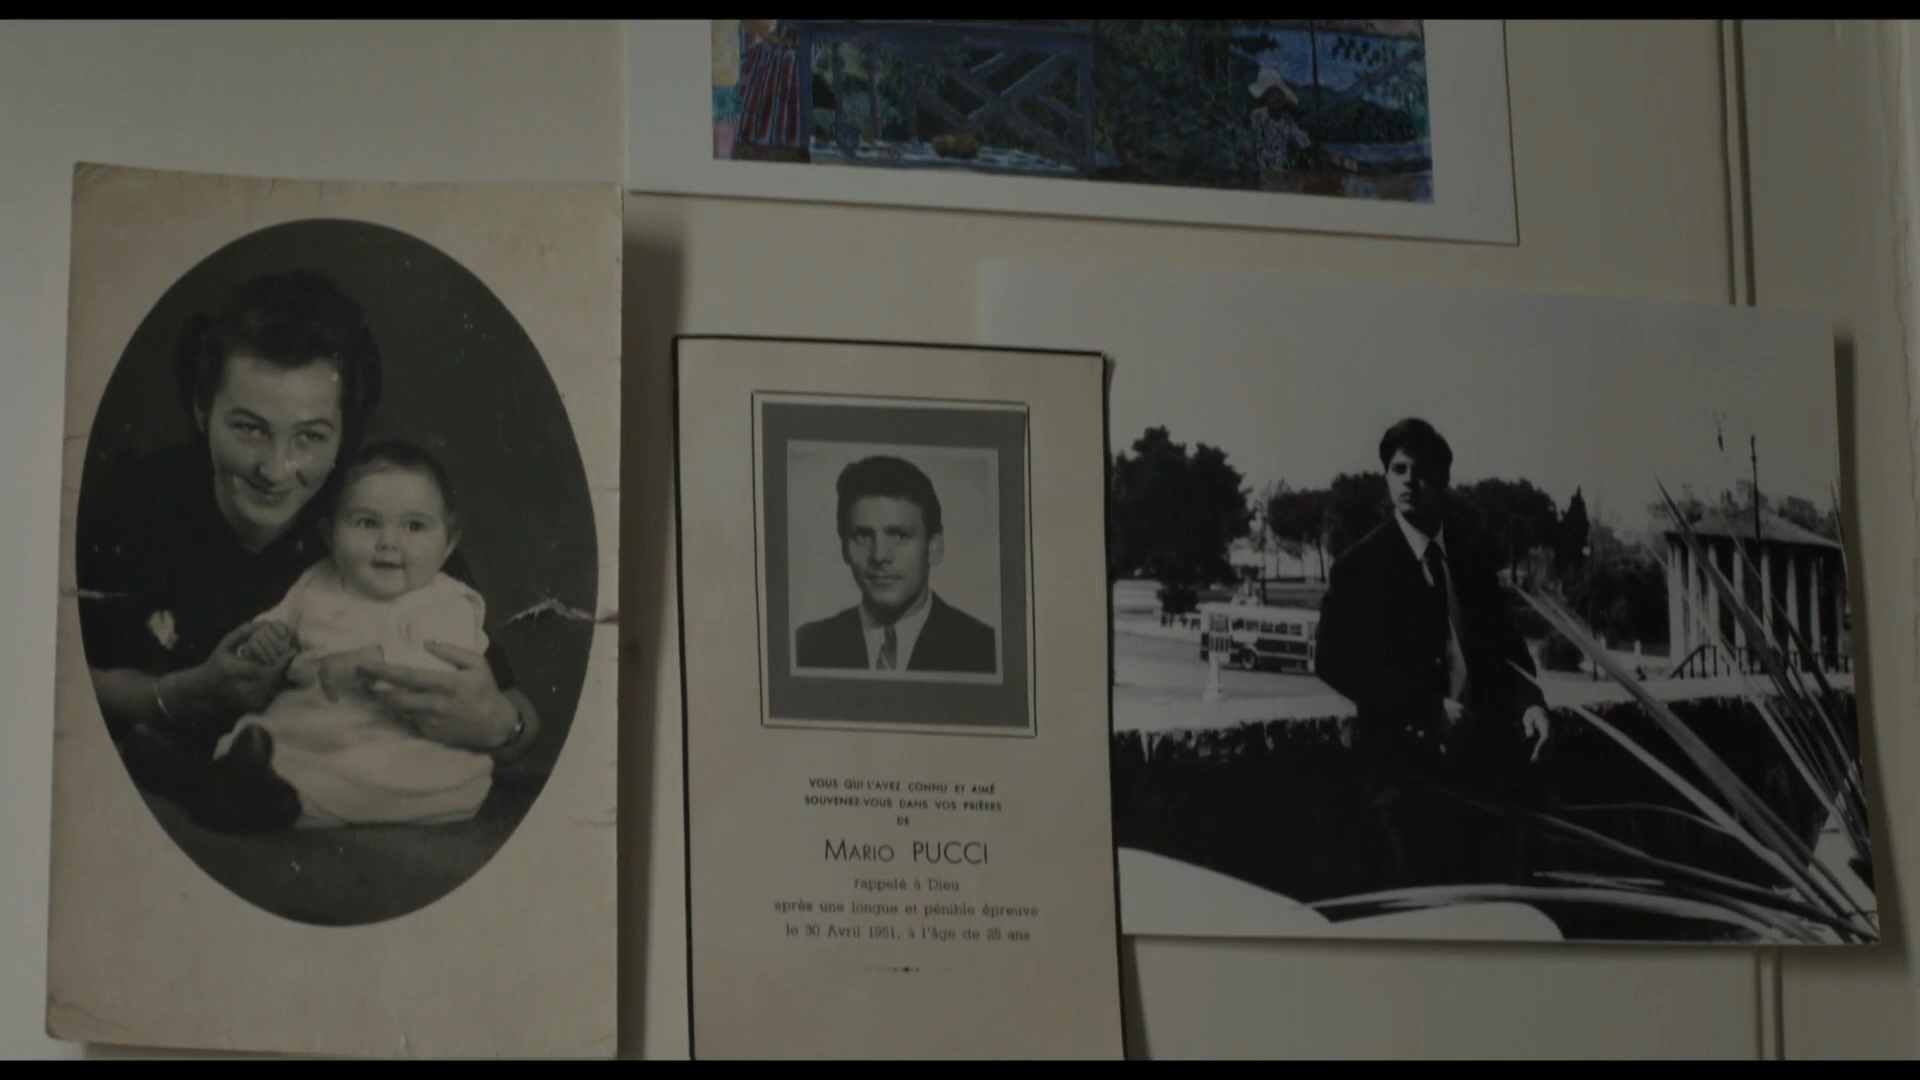 VOUS QUI L'AVEZ CONNU ET AIMÉ
SOUVENEZ-VOUS DANS VOS PRIÈRES
DE
MARIO PUCCI
rappelé à Dieu
après une longue et pénible épreuve
le 30 Avril 1951, à l'âge de 25 ans